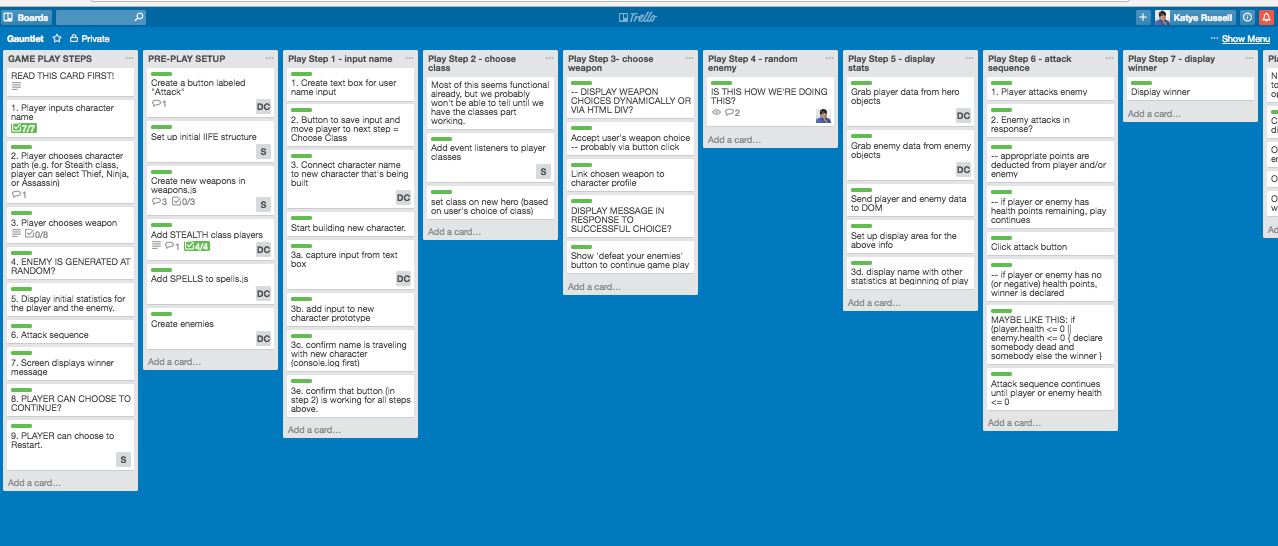 Boards
Trello
Katye Russell
Gauntlet
Private
... Show Menu
GAME PLAY STEPS
READ THIS CARD FIRST!
1. Player inputs character
name
7/7
2. Player chooses character
path (e.g. for Stealth class,
player can select Thief, Ninja,
or Assassin)
1
3. Player chooses weapon
0/8
4. ENEMY IS GENERATED AT
RANDOM?
5. Display initial statistics for
the player and the enemy.
6. Attack sequence
7. Screen displays winner
message
8. PLAYER CAN CHOOSE TO
CONTINUE?
9. PLAYER can choose to
Restart.
S
Add a card...
PRE-PLAY SETUP
Create a button labeled
"Attack"
1
DC
Set up initial IIFE structure
S
Create new weapons in
weapons.js
3 0/3
S
Add STEALTH class players
1 4/4
DC
Add SPELLS to spells.js
DC
Create enemies
DC
Add a card...
Play Step 1 - input name
1. Create text box for user
name input
2. Button to save input and
move player to next step =
Choose Class
3. Connect character name
to new character that's being
built
DC
Start building new character.
3a. capture input from text
box
DC
3b. add input to new
character prototype
3c. confirm name is traveling
with new character
(console.log first)
3e. confirm that button (in
step 2) is working for all steps
above.
Add a card...
Play Step 2 - choose
class
Most of this seems functional
already, but we probably
won't be able to tell until we
have the classes part
working.
Add event listeners to player
classes
S
set class on new hero (based
on user's choice of class)
Add a card...
Play Step 3- choose
weapon
-- DISPLAY WEAPON
CHOICES DYNAMICALLY OR
VIA HTML DIV?
Accept user's weapon choice
-- probably via button click
Link chosen weapon to
character profile
DISPLAY MESSAGE IN
RESPONSE TO
SUCCESSFUL CHOICE?
Show 'defeat your enemies'
button to continue game play
Add a card...
Play Step 4 - random
enemy
IS THIS HOW WE'RE DOING
THIS?
2
Add a card...
Play Step 5 - display
stats
Grab player data from hero
objects
DC
Grab enemy data from enemy
objects
DC
Send player and enemy data
to DOM
Set up display area for the
above info
3d. display name with other
statistics at beginning of play
Add a card...
Play Step 6 - attack
sequence
1. Player attacks enemy
2. Enemy attacks in
response?
-- appropriate points are
deducted from player and/or
enemy
-- if player or enemy has
health points remaining, play
continues
Click attack button
-- if player or enemy has no
(or negative) health points,
winner is declared
MAYBE LIKE THIS: if
(player.health <= 0 ||
enemy.health <= 0 { declare
somebody dead and
somebody else the winner }
Attack sequence continues
until player or enemy health
<= 0
Add a card...
Play Step 7 - display
winner
Display winner
Add a card...